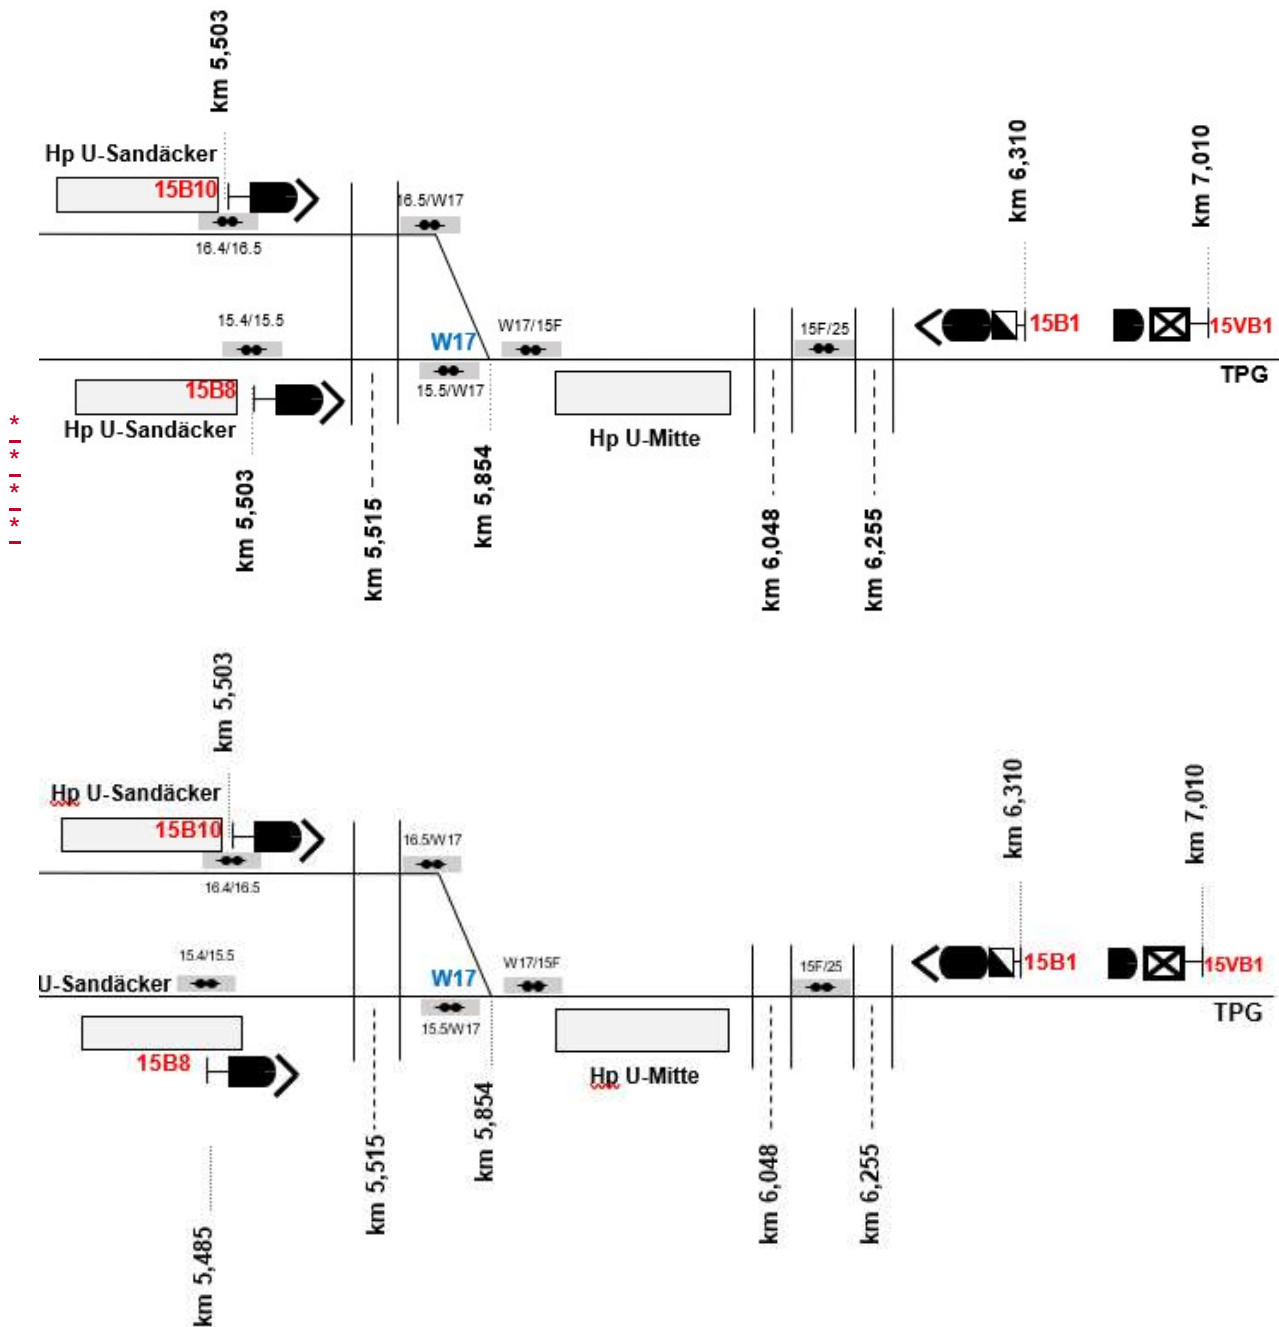 km 5,503
km 6,310
km 7,010
Hp U-Sandäcker
15B10
16.5/W17
16.4/16.5
15.4/15.5
W17
W17/15F
15F/25
15B1
15VB1
TPG
15B8
15.5/W17
Hp U-Sandäcker
Hp U-Mitte
*
*
*
*
km 5,503
km 5,515
km 5,854
km 6,048
km 6,255
km 5,503
km 6,310
km 7,010
Hp U-Sandäcker
15B10
16.5/W17
16.4/16.5
15.4/15.5
U-Sandäcker
W17
W17/15F
15F/25
15B1
15VB1
TPG
15.5/W17
15B8
Hp U-Mitte
km 5,485
km 5,515
km 5,854
km 6,048
km 6,255